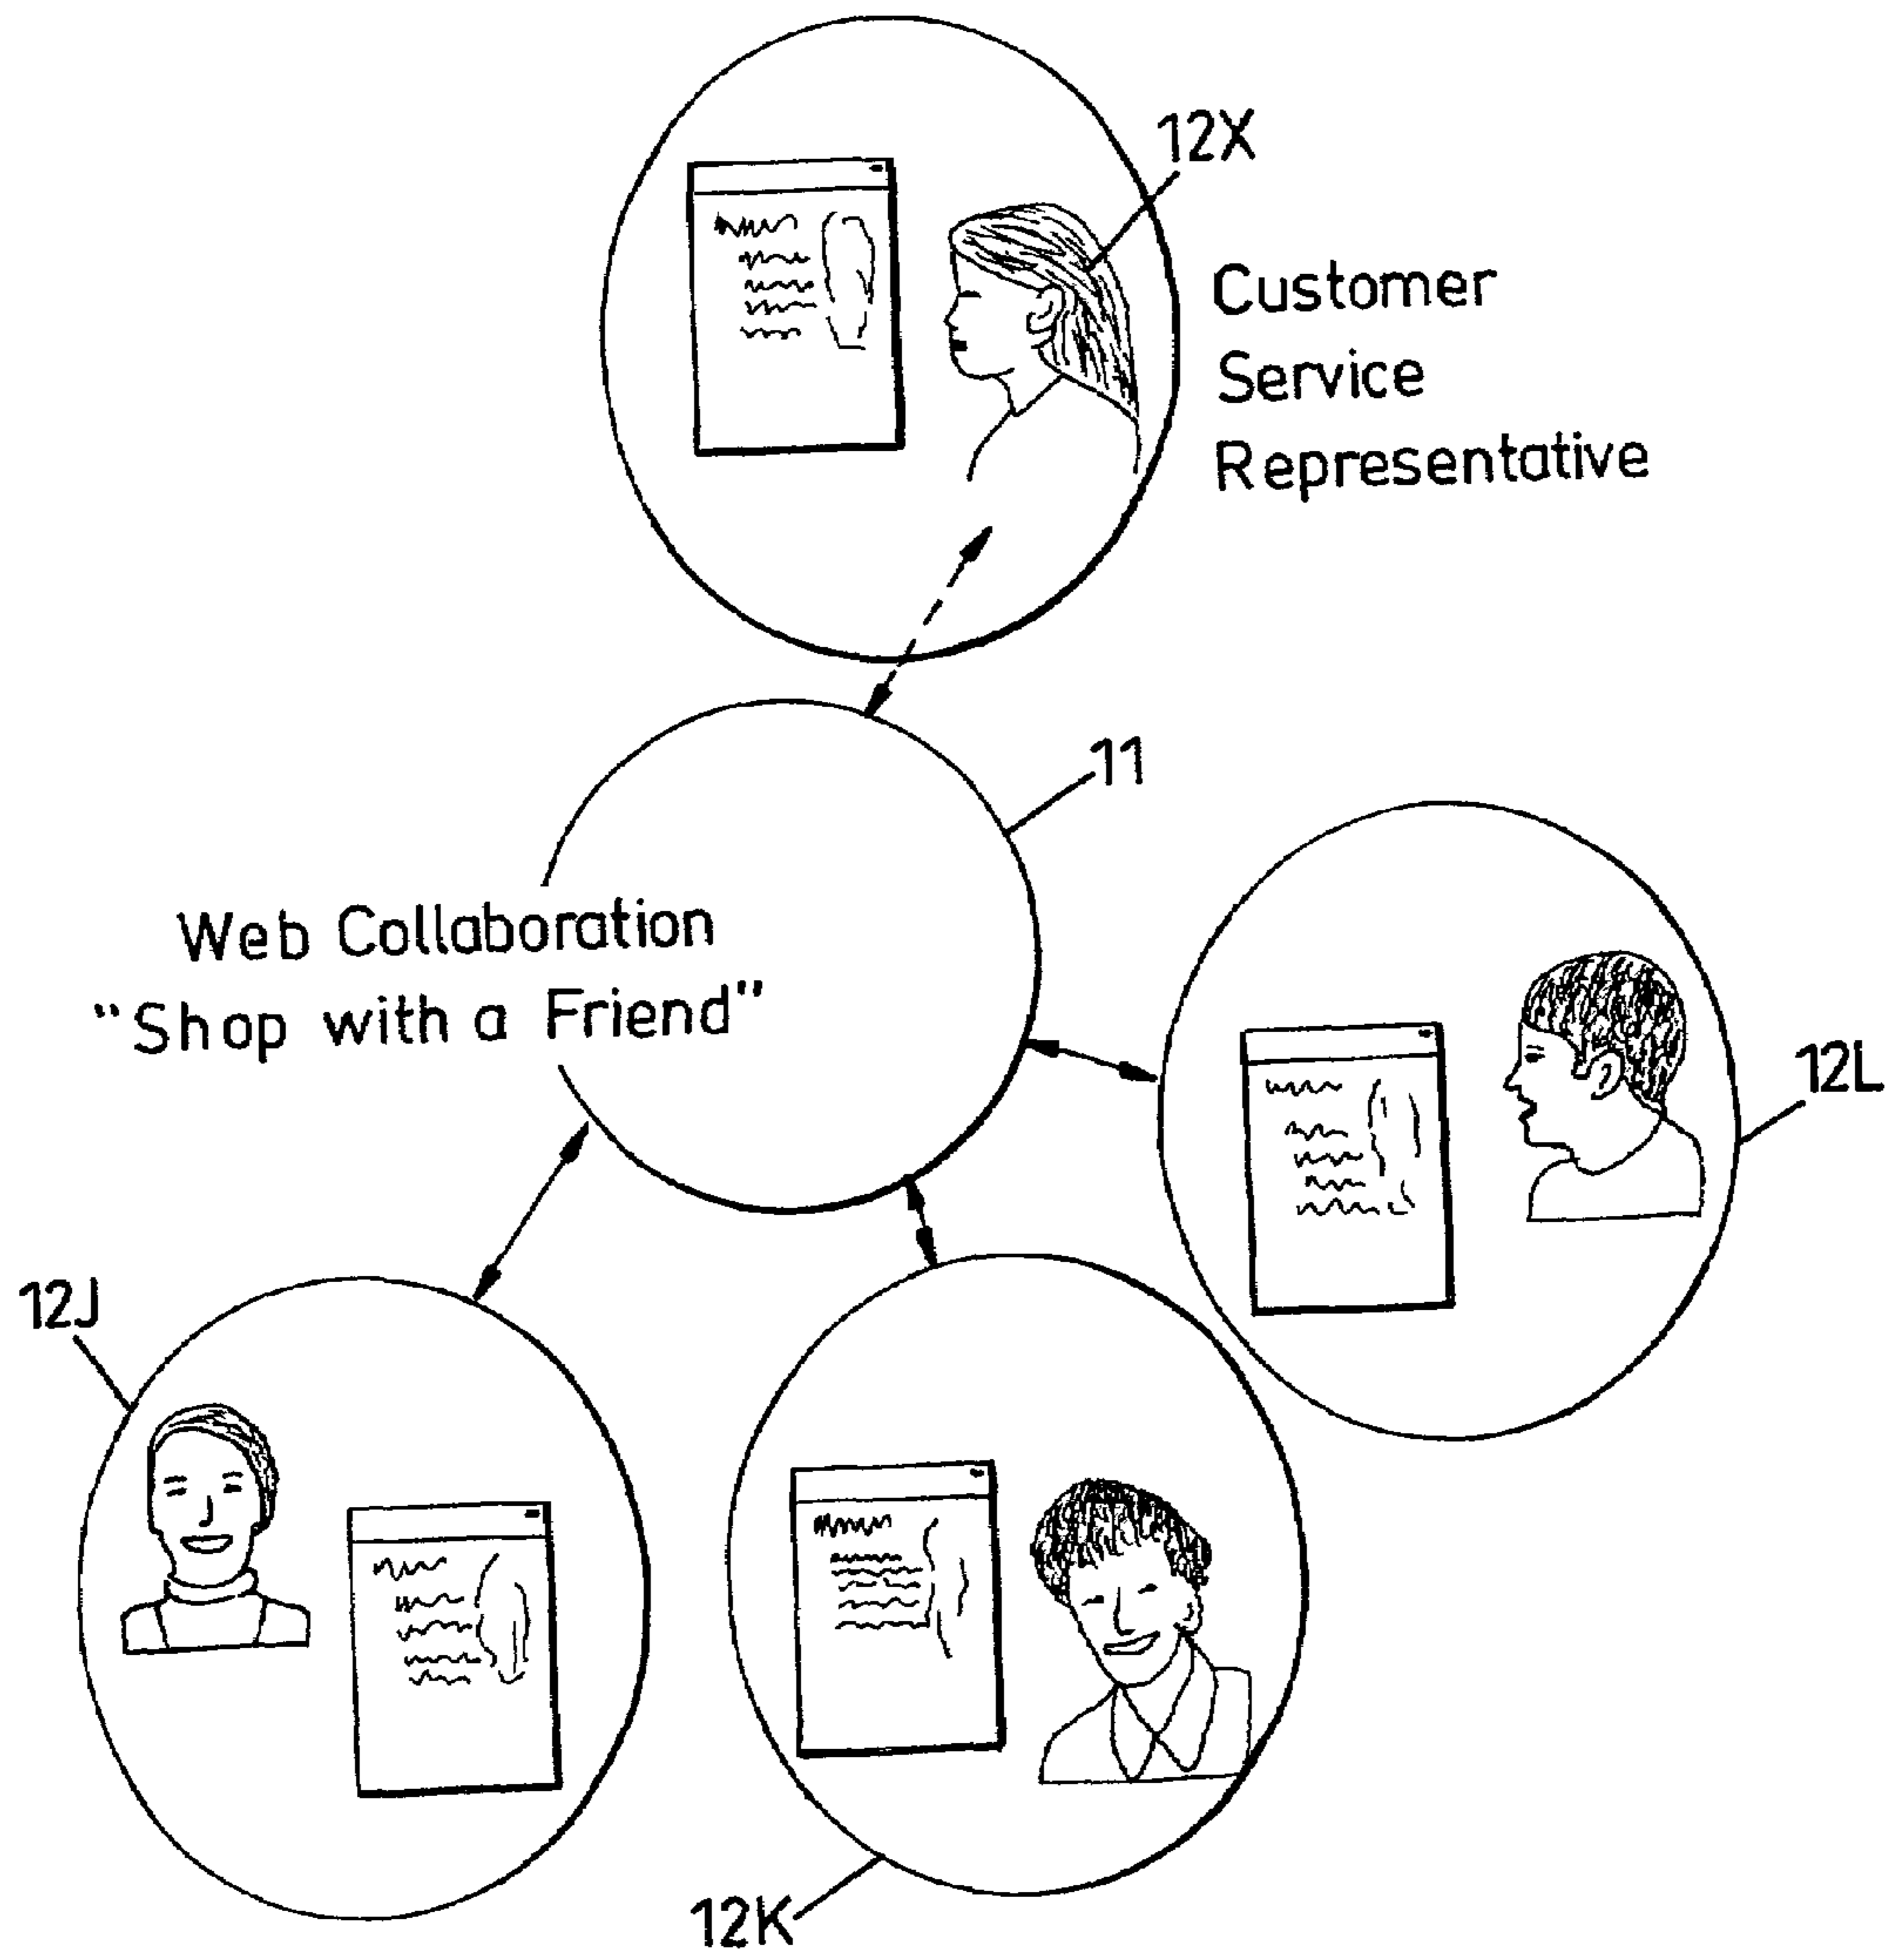 12X
Customer
Service
Representative
11
Web Collaboration
"Shop with a Friend"
12L
12J
12K